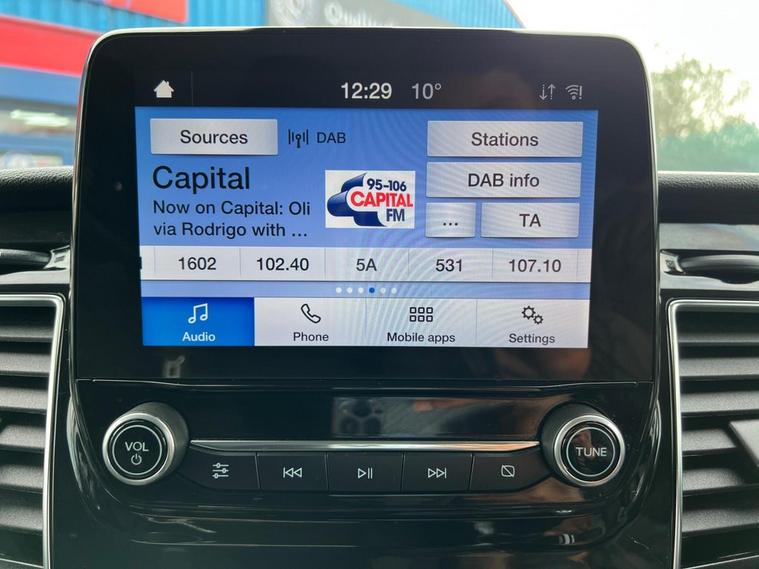 12:29 10°
Sources DAB Stations
Capital
95-106
CAPITAL
FM
DAB info
Now on Capital: Oli
via Rodrigo with ...
... TA
1602 102.40 5A 531 107.10
Audio Phone Mobile apps Settings
VOL
TUNE